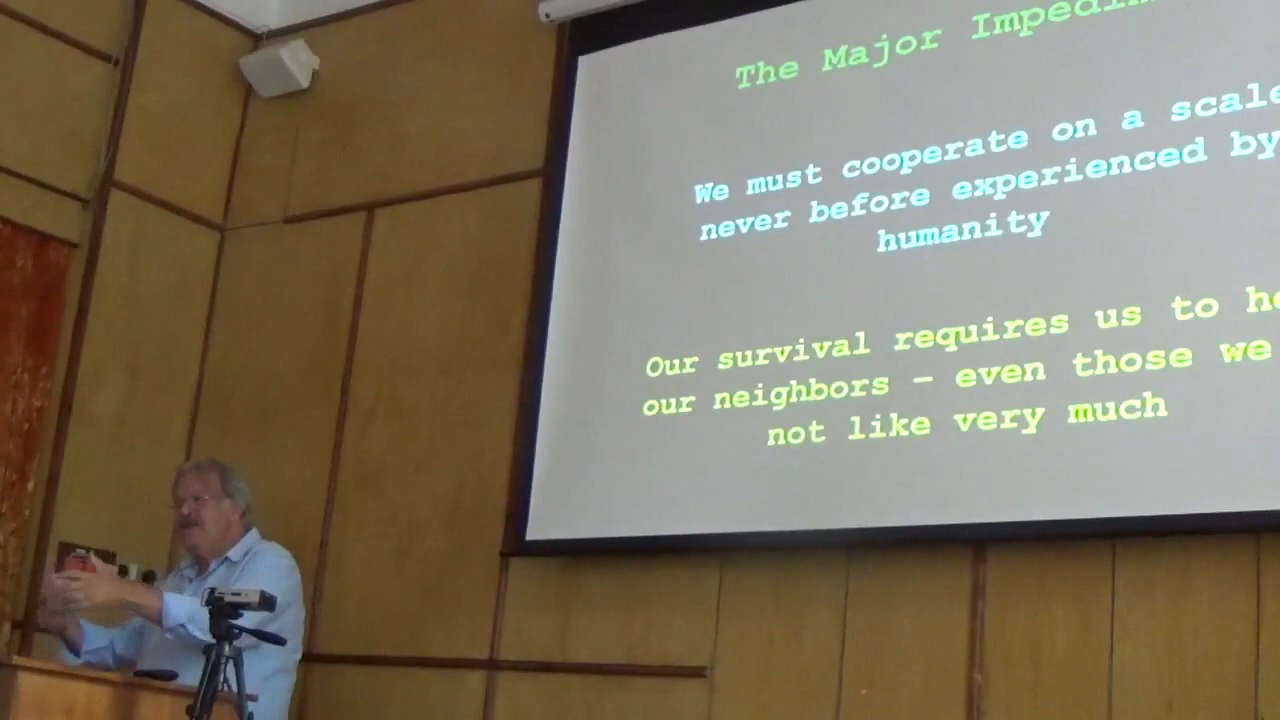 The Major
We must cooperate on a scale
never before experienced by
humanity
Our survival requires us to
our neighbors – even those we
not like very much